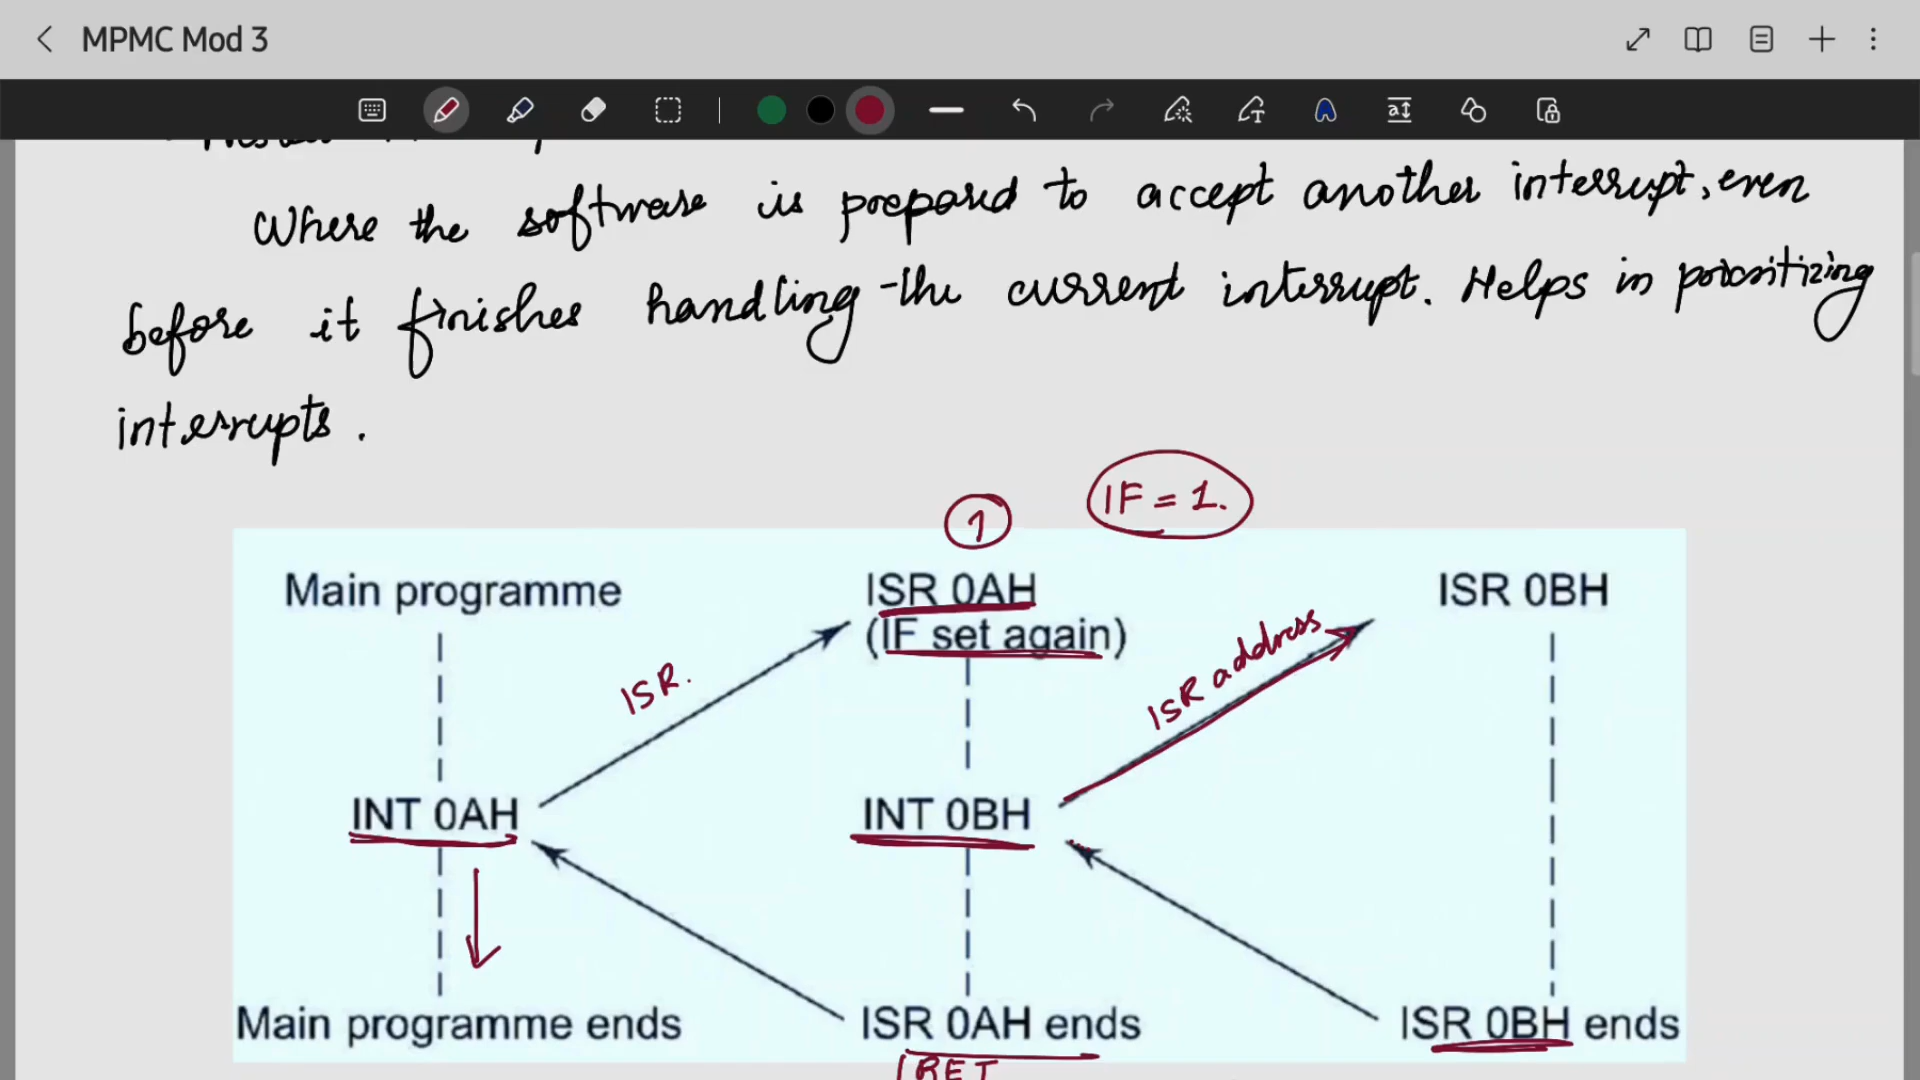 MPMC Mod 3
Where the software is prepared to accept another interrupt, even
before it finishes handling the current interrupt. Helps in prioritizing
interrupts.
1
IF = 1.
Main programme
ISR 0AH
ISR 0BH
(IF set again)
ISR.
ISR address
INT 0AH
INT 0BH
Main programme ends
ISR 0AH ends
ISR 0BH ends
IRET